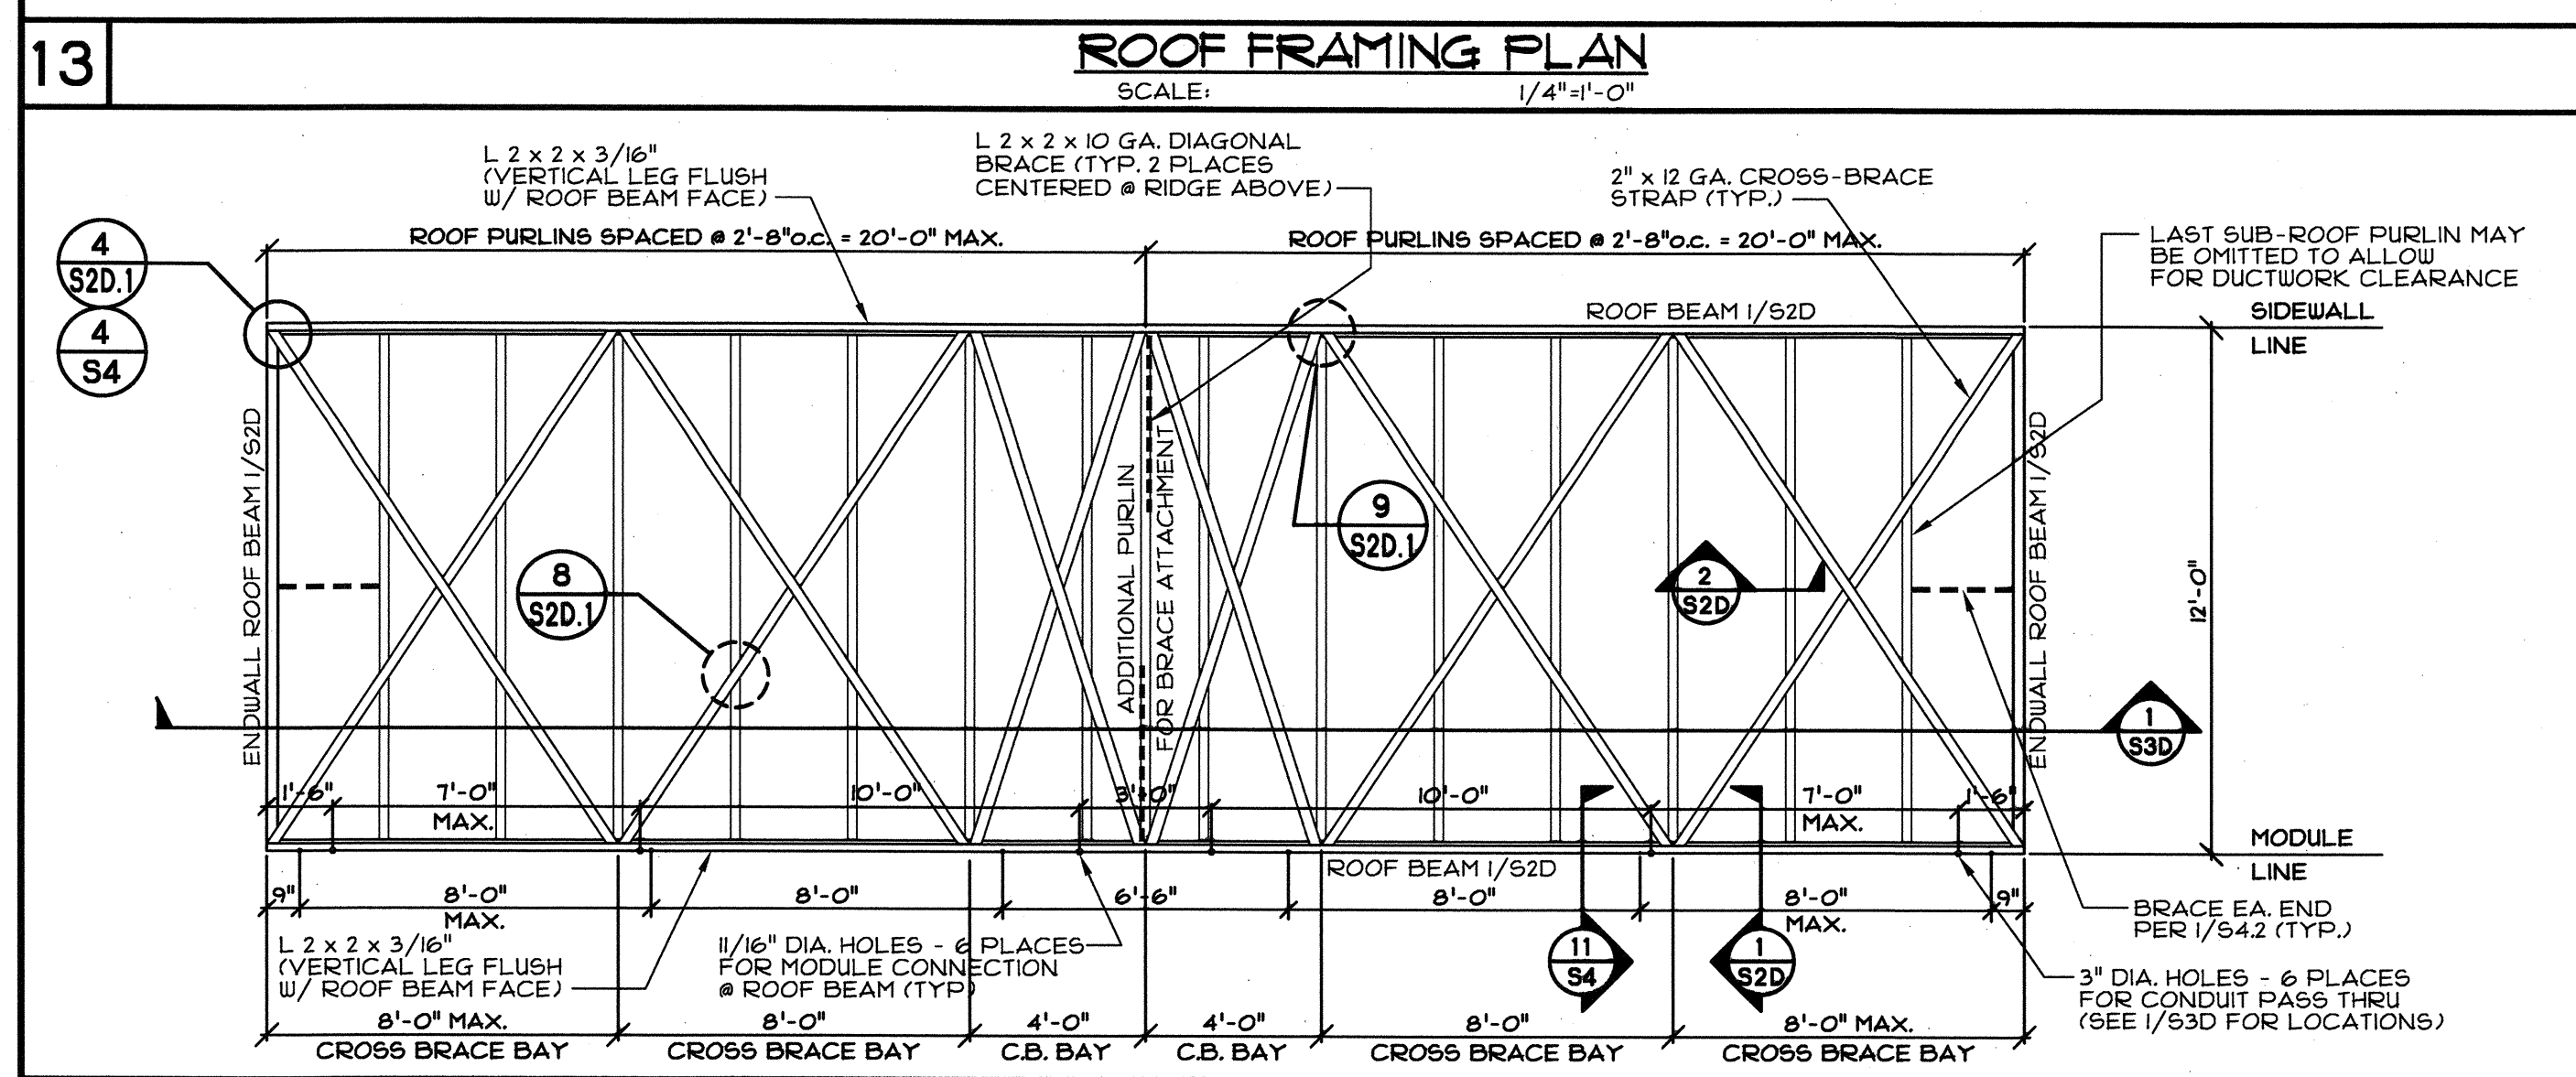 13
ROOF FRAMING PLAN
SCALE: 1/4"=1'-0"
L 2 x 2 x 3/16"
(VERTICAL LEG FLUSH
W/ ROOF BEAM FACE)
L 2 x 2 x 10 GA. DIAGONAL
BRACE (TYP. 2 PLACES
CENTERED @ RIDGE ABOVE)
2" x 12 GA. CROSS-BRACE
STRAP (TYP.)
LAST SUB-ROOF PURLIN MAY
BE OMITTED TO ALLOW
FOR DUCTWORK CLEARANCE
ROOF PURLINS SPACED @ 2'-8"o.c. = 20'-0" MAX.
ROOF PURLINS SPACED @ 2'-8"o.c. = 20'-0" MAX.
4
S2D.1
4
S4
ROOF BEAM 1/S2D
SIDEWALL
LINE
ENDWALL ROOF BEAM 1/S2D
8
S2D.1
ADDITIONAL PURLIN
FOR BRACE ATTACHMENT
9
S2D.1
2
S2D
ENDWALL ROOF BEAM 1/S2D
12'-0"
1
S3D
1'-6"
7'-0"
MAX.
10'-0"
3'-0"
10'-0"
7'-0"
MAX.
1'-6"
MODULE
LINE
ROOF BEAM 1/S2D
9"
8'-0"
MAX.
8'-0"
6'-6"
8'-0"
8'-0"
MAX.
9"
L 2 x 2 x 3/16"
(VERTICAL LEG FLUSH
W/ ROOF BEAM FACE)
11/16" DIA. HOLES - 6 PLACES
FOR MODULE CONNECTION
@ ROOF BEAM (TYP)
11
S4
1
S2D
BRACE EA. END
PER 1/S4.2 (TYP.)
3" DIA. HOLES - 6 PLACES
FOR CONDUIT PASS THRU
(SEE 1/S3D FOR LOCATIONS)
8'-0" MAX.
CROSS BRACE BAY
8'-0"
CROSS BRACE BAY
4'-0"
C.B. BAY
4'-0"
C.B. BAY
8'-0"
CROSS BRACE BAY
8'-0" MAX.
CROSS BRACE BAY